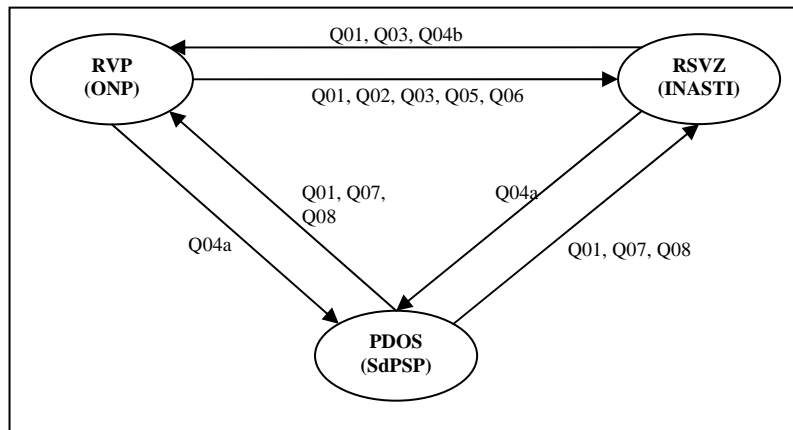 Q01, Q03, Q04b
RVP
(ONP)
RSVZ
(INASTI)
Q01, Q02, Q03, Q05, Q06
Q01, Q07,
Q08
Q04a
Q04a
Q01, Q07, Q08
PDOS
(SdPSP)